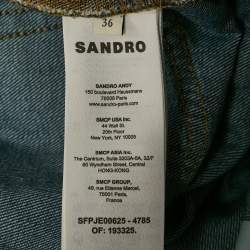 36
SANDRO
SANDRO ANDY
150 boulevard Haussmann
75008-Paris
www.sandro-paris.com
SMCP USA Inc.
44 Wall St.
20th Floor
New York, NY 10005
SMCP ASIA Inc.
The Centrium, Suite 3203A-8A, 32/F
60 Wyndham Street, Central
HONG-KONG
SMCP GROUP,
49, rue Etienne Marcel
75001 Paris,
France
SFPJE00625 - 4785
OF: 193325.